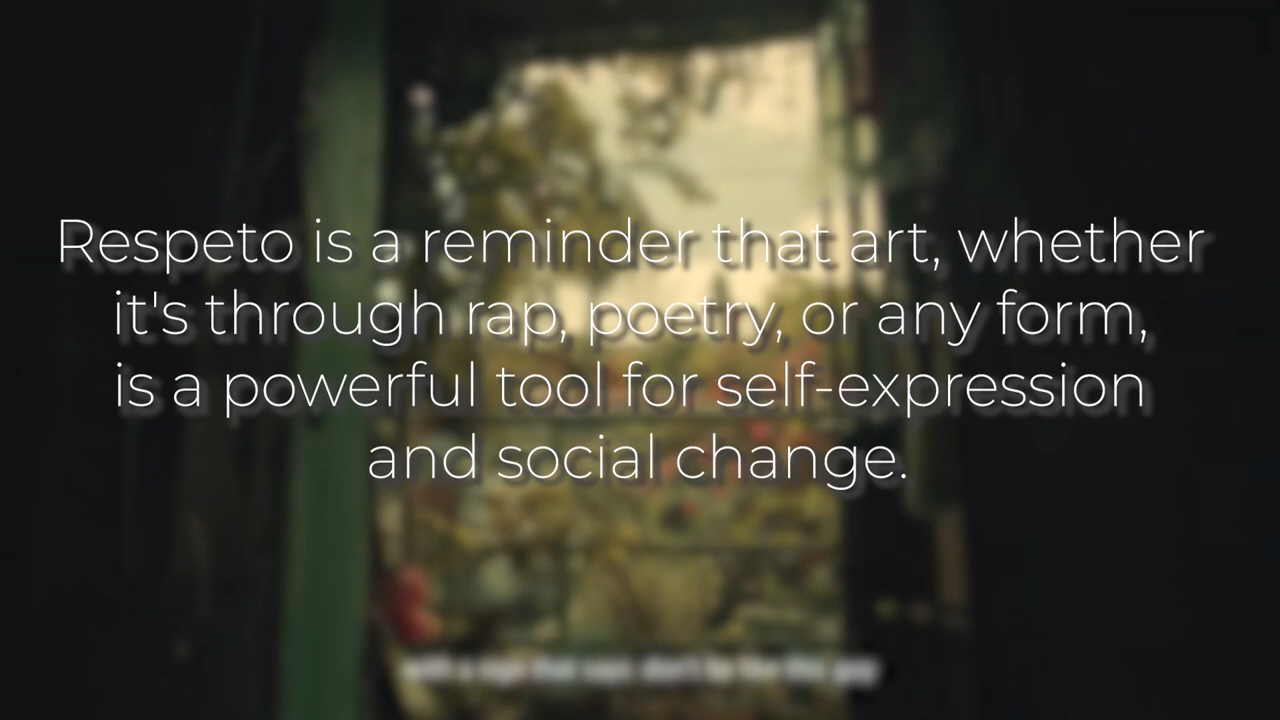 Respeto is a reminder that art, whether
it's through rap, poetry, or any form,
is a powerful tool for self-expression
and social change.